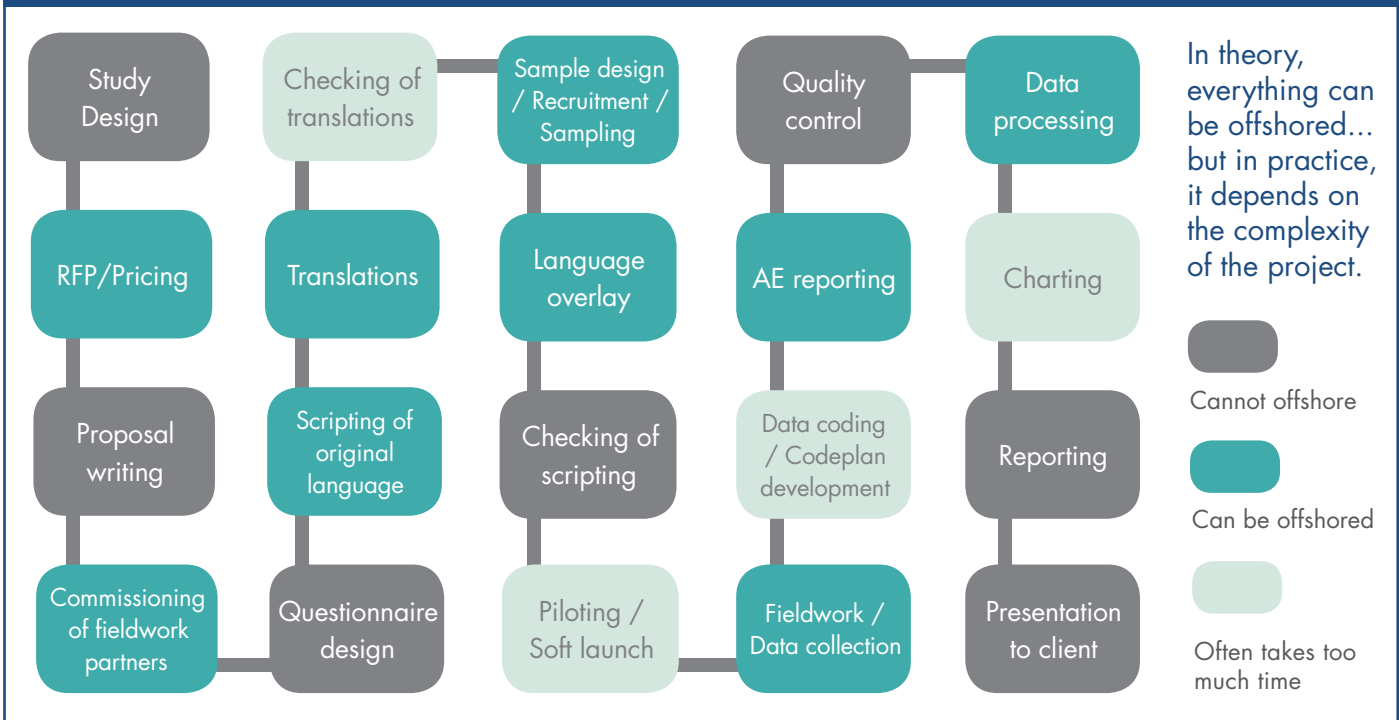 Study
Design
RFP/Pricing
Proposal
writing
Commissioning
of fieldwork
partners
Questionnaire
design
Scripting of
original
language
Translations
Checking of
translations
Sample design
/ Recruitment /
Sampling
Language
overlay
Checking of
scripting
Piloting /
Soft launch
Fieldwork /
Data collection
Data coding
/ Codeplan
development
AE reporting
Quality
control
Data
processing
Charting
Reporting
Presentation
to client
In theory,
everything can
be offshored...
but in practice,
it depends on
the complexity
of the project.
Cannot offshore
Can be offshored
Often takes too
much time